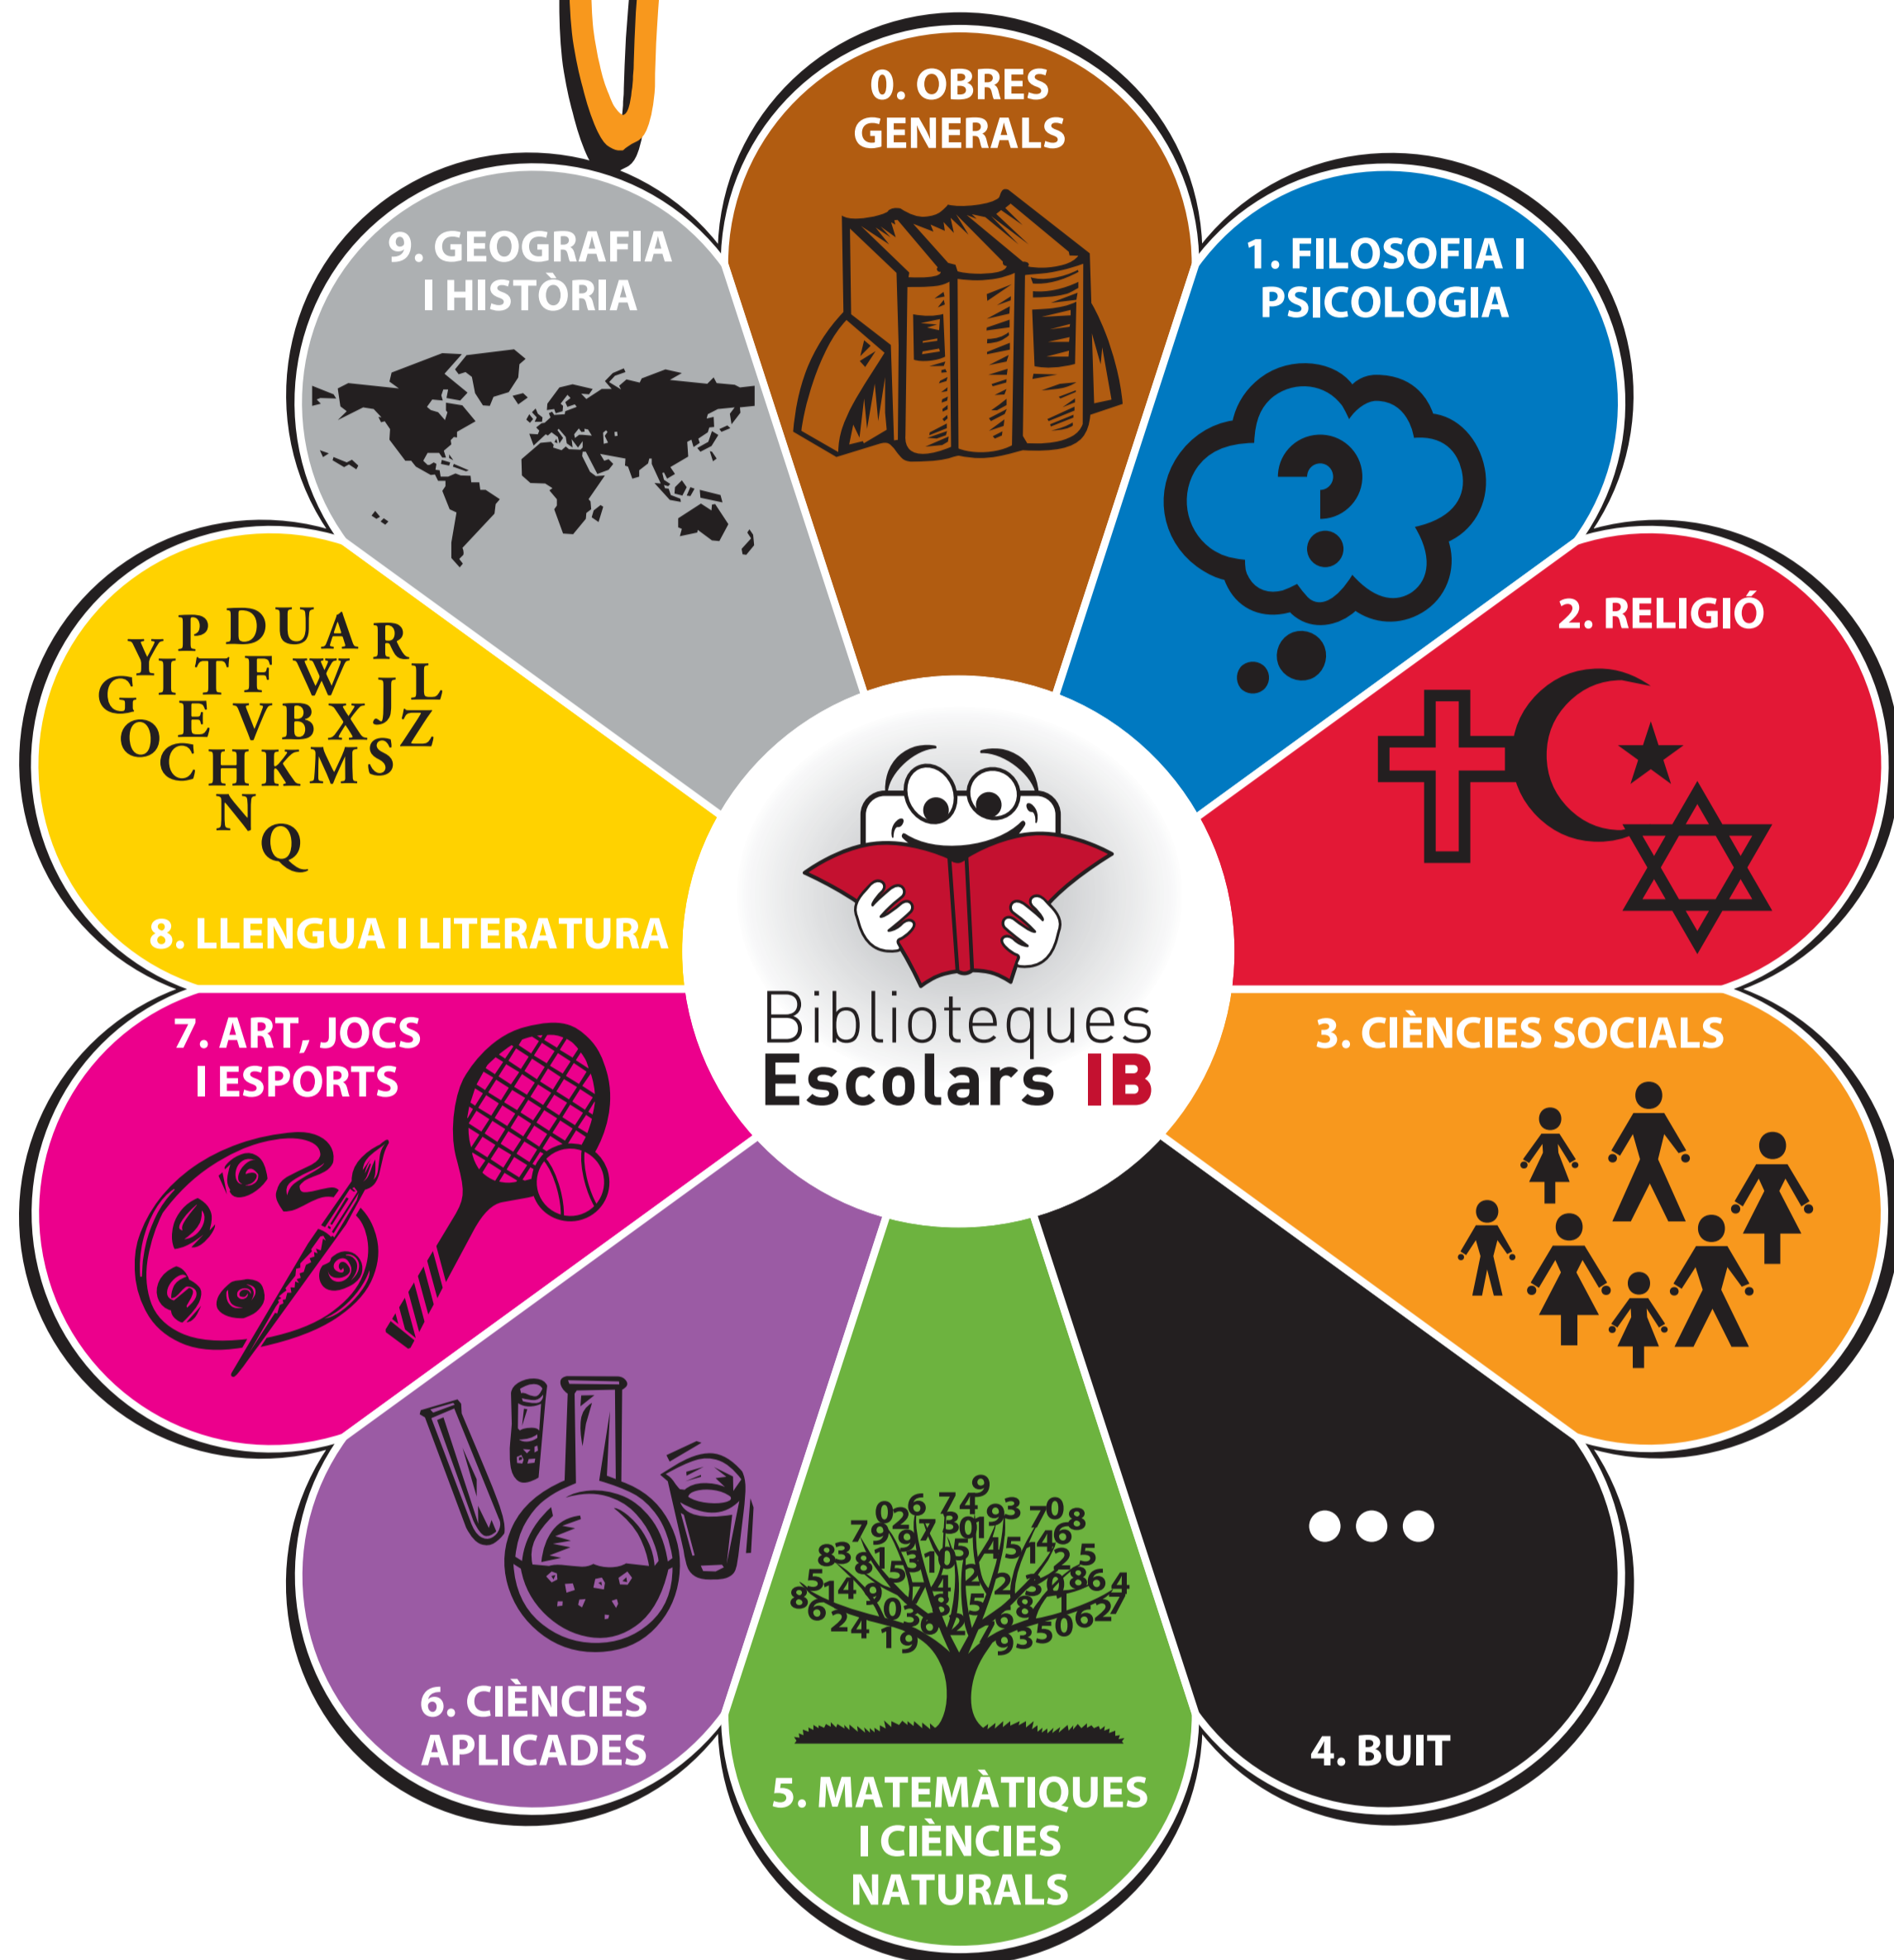 0. OBRES
GENERALS
1. FILOSOFIA I
PSICOLOGIA
2. RELIGIÓ
3. CIÈNCIES SOCIALS
4. BUIT
5. MATEMÀTIQUES
I CIÈNCIES
NATURALS
6. CIÈNCIES
APLICADES
7. ART, JOCS
I ESPORTS
P D U A R
Y I T F W J L
G E V B X Z
O C H K M S
N
Q
8. LLENGUA I LITERATURA
9. GEOGRAFIA
I HISTÒRIA
?
Biblioteques
Escolars IB